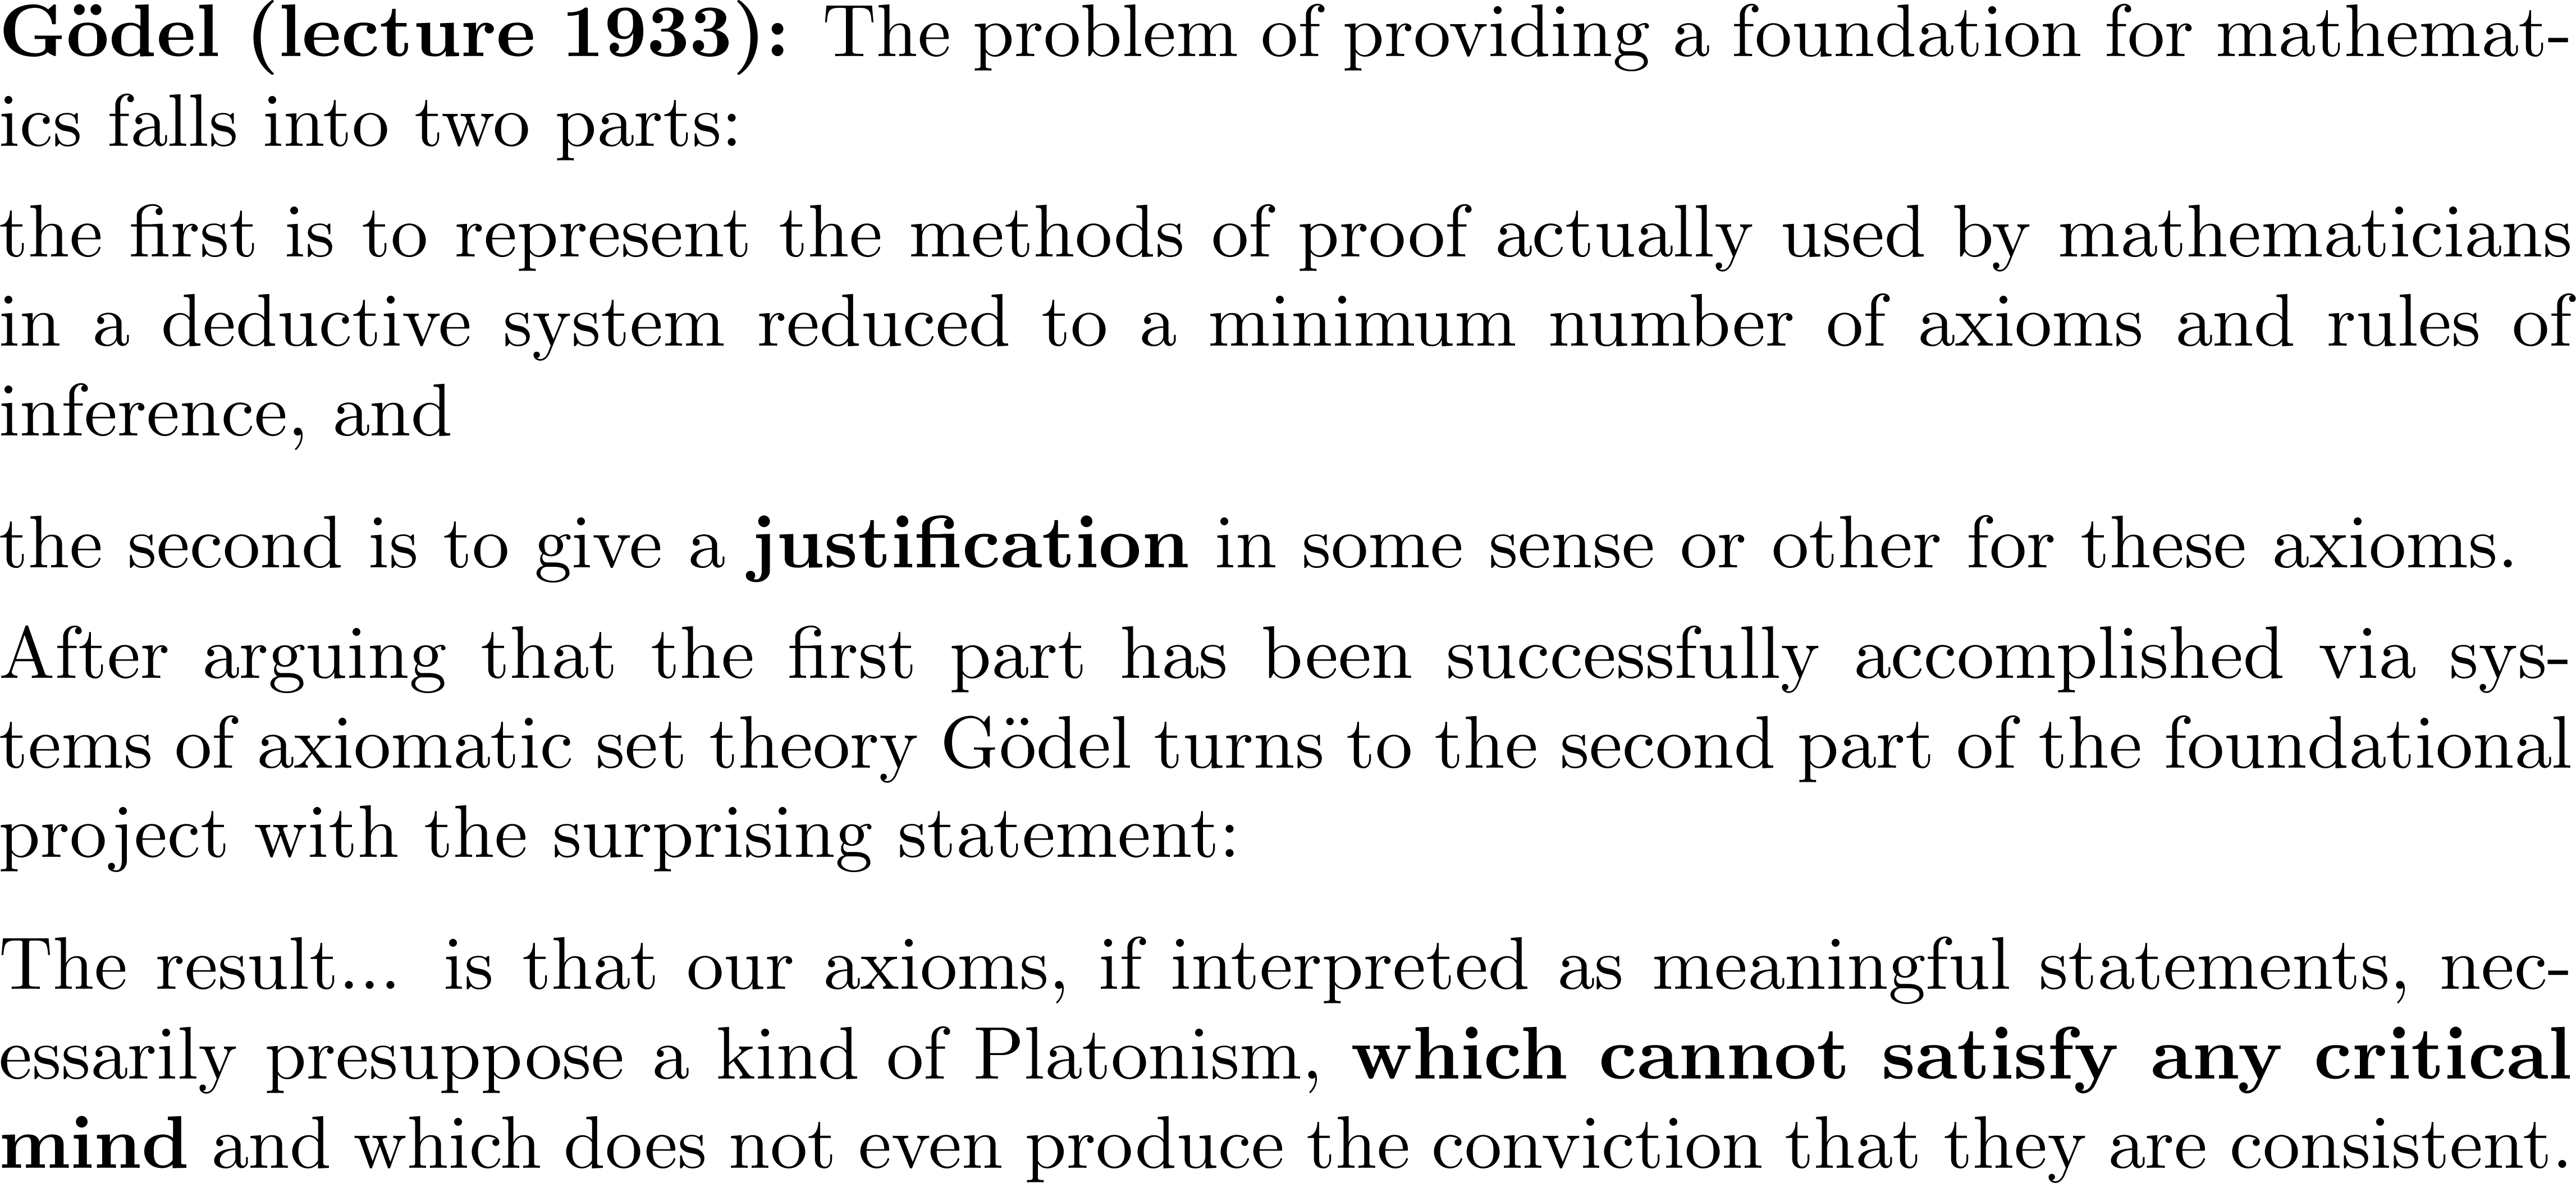 Gödel (lecture 1933): The problem of providing a foundation for mathemat-
ics falls into two parts:
the first is to represent the methods of proof actually used by mathematicians
in a deductive system reduced to a minimum number of axioms and rules of
inference, and
the second is to give a justification in some sense or other for these axioms.
After arguing that the first part has been successfully accomplished via sys-
tems of axiomatic set theory Gödel turns to the second part of the foundational
project with the surprising statement:
The result... is that our axioms, if interpreted as meaningful statements, nec-
essarily presuppose a kind of Platonism, which cannot satisfy any critical
mind and which does not even produce the conviction that they are consistent.